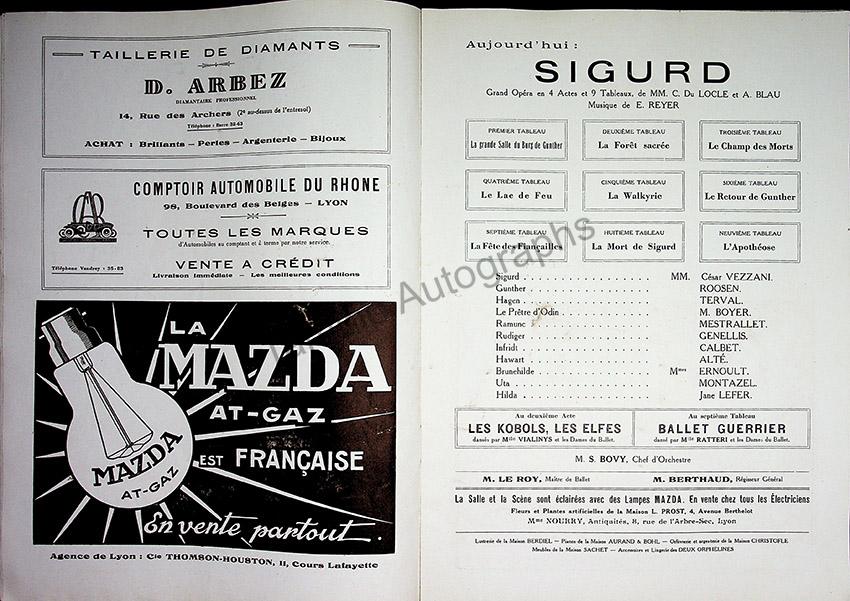 TAILLERIE DE DIAMANTS
D. ARBEZ
DIAMANTAIRE PROFESSIONNEL
14, Rue des Archers (2e au-dessus de l'entresol)
Téléphone : Barre 32-63
ACHAT : Brillants - Perles - Argenterie - Bijoux
COMPTOIR AUTOMOBILE DU RHONE
98, Boulevard des Belges - LYON
TOUTES LES MARQUES
d'Automobiles au comptant et à terme par notre service.
VENTE A CRÉDIT
Téléphone Vaudrey : 35-23
Livraison immédiate - Les meilleures conditions
LA
MAZDA
AT-GAZ
EST FRANÇAISE
MAZDA
AT-GAZ
En vente partout.
Agence de Lyon : Cie THOMSON-HOUSTON, 11, Cours Lafayette
Aujourd'hui :
SIGURD
Grand Opéra en 4 Actes et 9 Tableaux, de MM. C. Du LOCLE et A. BLAU
Musique de E. REYER
PREMIER TABLEAU
La grande Salle du Burg de Gunther
DEUXIÈME TABLEAU
La Forêt sacrée
TROISIÈME TABLEAU
Le Champ des Morts
QUATRIÈME TABLEAU
Le Lac de Feu
CINQUIÈME TABLEAU
La Walkyrie
SIXIÈME TABLEAU
Le Retour de Gunther
SEPTIÈME TABLEAU
La Fête des Fiançailles
HUITIÈME TABLEAU
La Mort de Sigurd
NEUVIÈME TABLEAU
L'Apothéose
Sigurd . . . . . . . . . . . MM. César VEZZANI.
Gunther . . . . . . . . . . . ROOSEN.
Hagen . . . . . . . . . . . TERVAL.
Le Prêtre d'Odin . . . . . . . . . . . M. BOYER.
Ramunc . . . . . . . . . . . MESTRALLET.
Rudiger . . . . . . . . . . . GENELLIS.
Infridt . . . . . . . . . . . CALBET.
Hawart . . . . . . . . . . . ALTÉ.
Brunehilde . . . . . . . . . . . Mmes ERNOULT.
Uta . . . . . . . . . . . MONTAZEL.
Hilda . . . . . . . . . . . Jane LEFER.
Au deuxième Acte
LES KOBOLS, LES ELFES
dansés par Mlle VIALINYS et les Dames du Ballet.
Au septième Tableau
BALLET GUERRIER
dansé par Mlle RATTERI et les Dames du Ballet.
M. S. BOVY, Chef d'Orchestre
M. LE ROY, Maître de Ballet M. BERTHAUD, Régisseur Général
La Salle et la Scène sont éclairées avec des Lampes MAZDA. En vente chez tous les Électriciens
Fleurs et Plantes artificielles de la Maison L. PROST, 4, Avenue Berthelot
Mme NOURRY, Antiquités, 8, rue de l'Arbre-Sec, Lyon
Lustrerie de la Maison BERDIEL - Pianos de la Maison AURAND & BOHL - Orfèvrerie et argenterie de la Maison CHRISTOFLE
Meubles de la Maison SACHET - Accessoires et Lingerie des DEUX ORPHELINES
Autographs